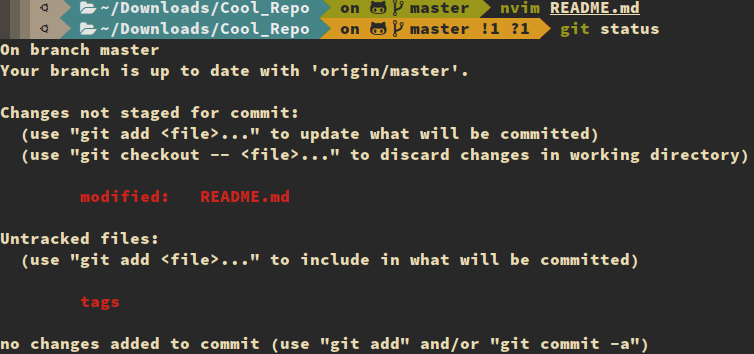 ~/Downloads/Cool_Repo on master nvim README.md
~/Downloads/Cool_Repo on master !1 ?1 git status
On branch master
Your branch is up to date with 'origin/master'.
Changes not staged for commit:
(use "git add <file>..." to update what will be committed)
(use "git checkout -- <file>..." to discard changes in working directory)
modified: README.md
Untracked files:
(use "git add <file>..." to include in what will be committed)
tags
no changes added to commit (use "git add" and/or "git commit -a")